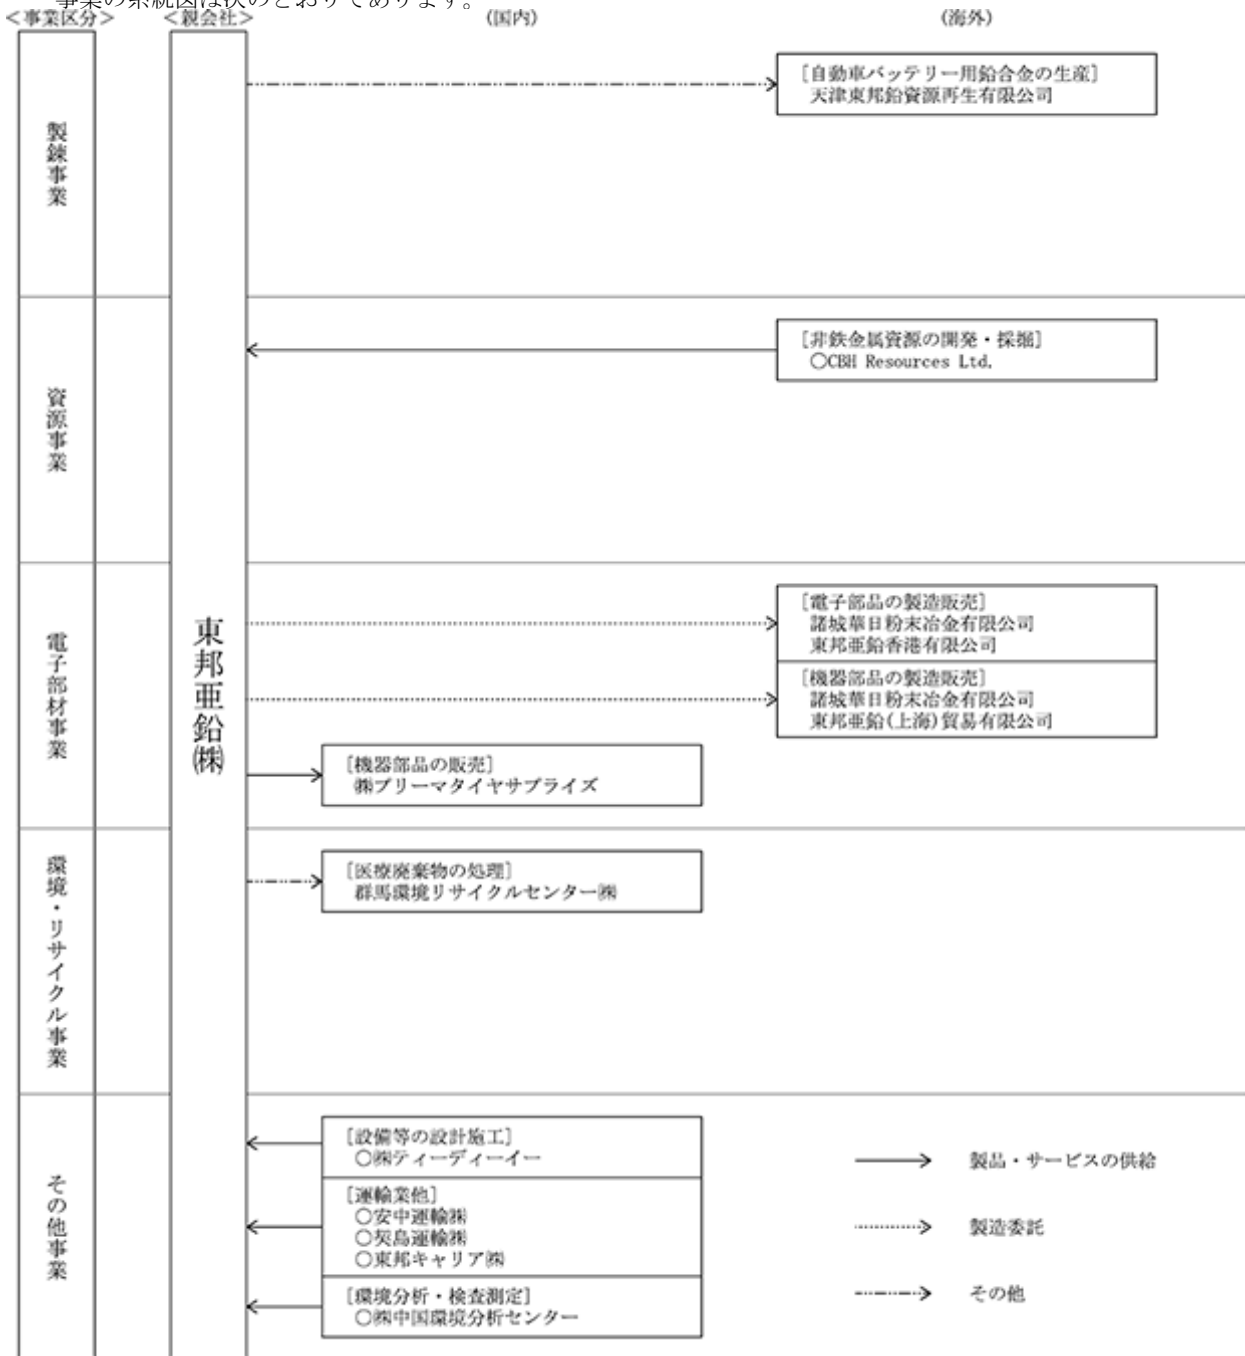 事業の系統図は次のとおりであります。
<事業区分>
<親会社>
(国内)
(海外)
製錬事業
[自動車バッテリー用鉛合金の生産]
天津東邦鉛資源再生有限公司
資源事業
[非鉄金属資源の開発・採掘]
○CBH Resources Ltd.
東邦亜鉛㈱
電子部材事業
[電子部品の製造販売]
諸城華日粉末冶金有限公司
東邦亜鉛香港有限公司
[機器部品の製造販売]
諸城華日粉末冶金有限公司
東邦亜鉛(上海)貿易有限公司
[機器部品の販売]
㈱プリーマタイヤサプライズ
環境・リサイクル事業
[医療廃棄物の処理]
群馬環境リサイクルセンター㈱
その他事業
[設備等の設計施工]
○㈱ティーディーイー
[運輸業他]
○安中運輸㈱
○契島運輸㈱
○東邦キャリア㈱
[環境分析・検査測定]
○㈱中国環境分析センター
製品・サービスの供給
製造委託
その他